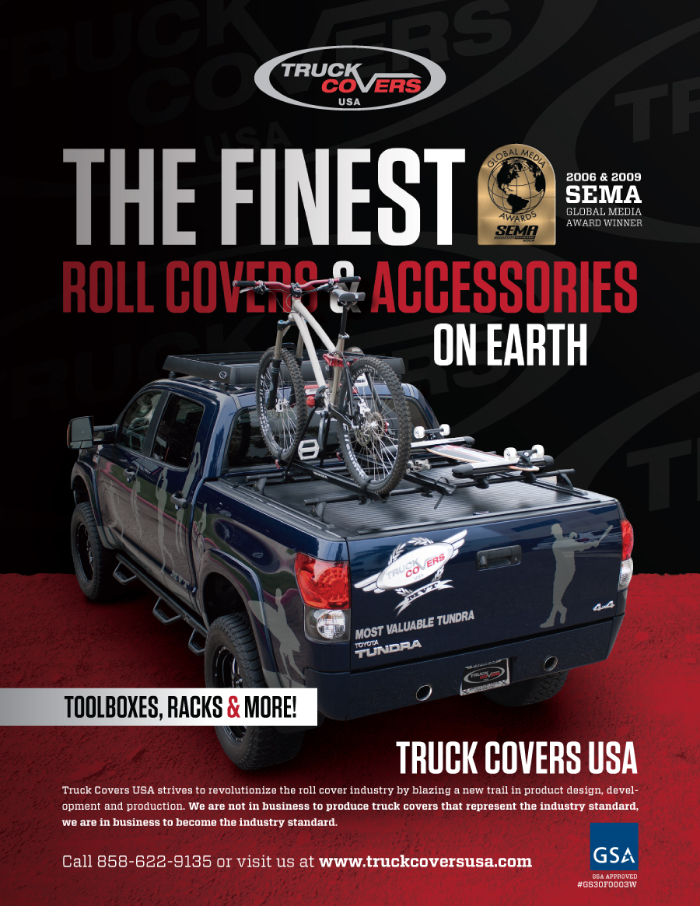 TRUCK
COVERS
USA
THE FINEST
GLOBAL MEDIA
AWARDS
SEMA
2006 & 2009
SEMA
GLOBAL MEDIA
AWARD WINNER
ROLL COVERS & ACCESSORIES
ON EARTH
TRUCK
COVERS
MVT
MOST VALUABLE TUNDRA
TOYOTA
TUNDRA
4x4
TOOLBOXES, RACKS & MORE!
TRUCK COVERS USA
Truck Covers USA strives to revolutionize the roll cover industry by blazing a new trail in product design, devel-
opment and production. We are not in business to produce truck covers that represent the industry standard,
we are in business to become the industry standard.
Call 858-622-9135 or visit us at www.truckcoversusa.com
GSA
GSA APPROVED
#GS30F0003W